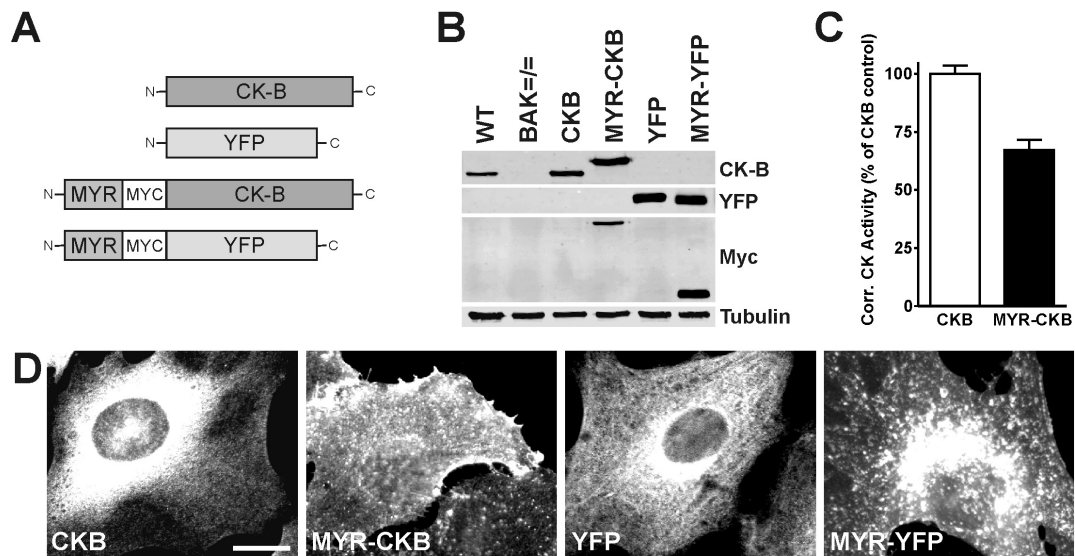 A
N CK-B C
N YFP C
N MYR MYC CK-B C
N MYR MYC YFP C
B
WT BAK=/= CKB MYR-CKB YFP MYR-YFP
CK-B
YFP
Myc
Tubulin
C
Corr. CK Activity (% of CKB control)
100
75
50
25
0
CKB MYR-CKB
D
CKB MYR-CKB YFP MYR-YFP